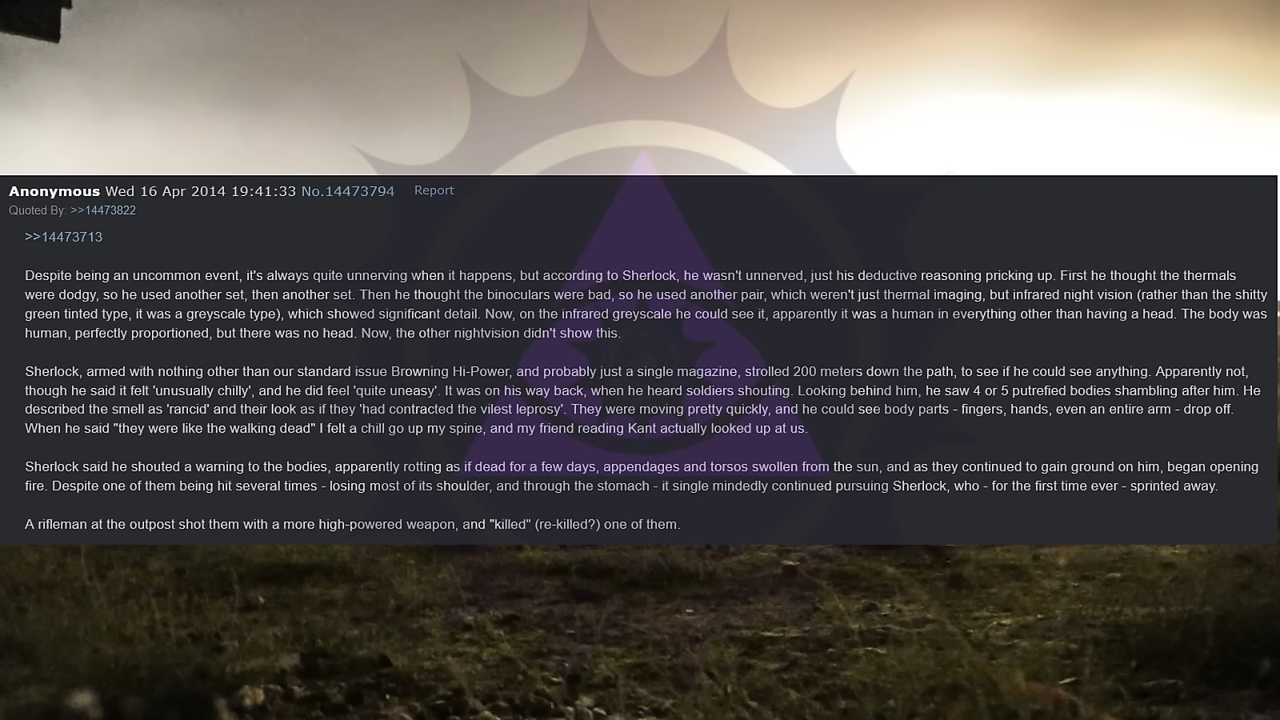 Anonymous Wed 16 Apr 2014 19:41:33 No.14473794 Report
Quoted By: >>14473822
>>14473713
Despite being an uncommon event, it's always quite unnerving when it happens, but according to Sherlock, he wasn't unnerved, just his deductive reasoning pricking up. First he thought the thermals
were dodgy, so he used another set, then another set. Then he thought the binoculars were bad, so he used another pair, which weren't just thermal imaging, but infrared night vision (rather than the shitty
green tinted type, it was a greyscale type), which showed significant detail. Now, on the infrared greyscale he could see it, apparently it was a human in everything other than having a head. The body was
human, perfectly proportioned, but there was no head. Now, the other nightvision didn't show this.
Sherlock, armed with nothing other than our standard issue Browning Hi-Power, and probably just a single magazine, strolled 200 meters down the path, to see if he could see anything. Apparently not,
though he said it felt 'unusually chilly', and he did feel 'quite uneasy'. It was on his way back, when he heard soldiers shouting. Looking behind him, he saw 4 or 5 putrefied bodies shambling after him. He
described the smell as 'rancid' and their look as if they 'had contracted the vilest leprosy'. They were moving pretty quickly, and he could see body parts - fingers, hands, even an entire arm - drop off.
When he said "they were like the walking dead" I felt a chill go up my spine, and my friend reading Kant actually looked up at us.
Sherlock said he shouted a warning to the bodies, apparently rotting as if dead for a few days, appendages and torsos swollen from the sun, and as they continued to gain ground on him, began opening
fire. Despite one of them being hit several times - losing most of its shoulder, and through the stomach - it single mindedly continued pursuing Sherlock, who - for the first time ever - sprinted away.
A rifleman at the outpost shot them with a more high-powered weapon, and "killed" (re-killed?) one of them.